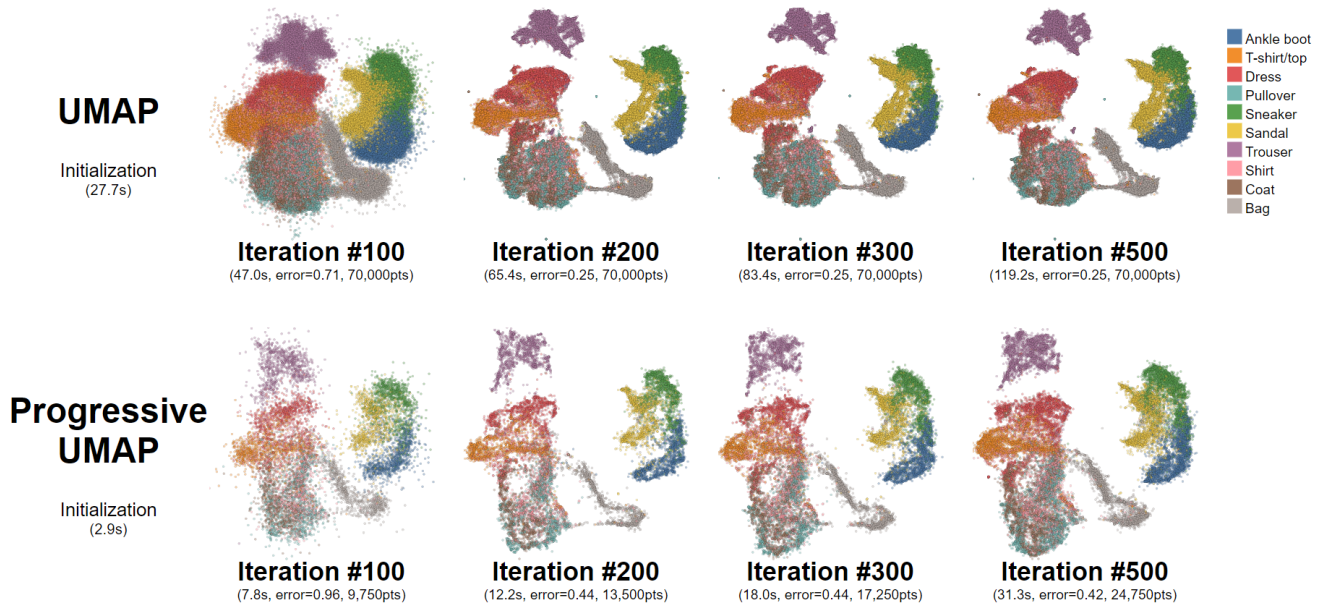 UMAP
Initialization
(27.7s)
Iteration #100
(47.0s, error=0.71, 70,000pts)
Iteration #200
(65.4s, error=0.25, 70,000pts)
Iteration #300
(83.4s, error=0.25, 70,000pts)
Iteration #500
(119.2s, error=0.25, 70,000pts)
Ankle boot
T-shirt/top
Dress
Pullover
Sneaker
Sandal
Trouser
Shirt
Coat
Bag
Progressive
UMAP
Initialization
(2.9s)
Iteration #100
(7.8s, error=0.96, 9,750pts)
Iteration #200
(12.2s, error=0.44, 13,500pts)
Iteration #300
(18.0s, error=0.44, 17,250pts)
Iteration #500
(31.3s, error=0.42, 24,750pts)